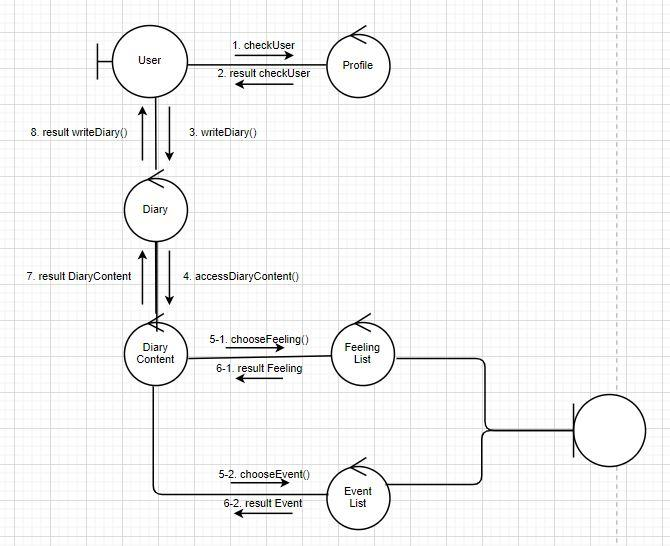 User
1. checkUser
2. result checkUser
Profile
8. result writeDiary()
3. writeDiary()
Diary
7. result DiaryContent
4. accessDiaryContent()
Diary
Content
5-1. chooseFeeling()
6-1. result Feeling
Feeling
List
5-2. chooseEvent()
6-2. result Event
Event
List